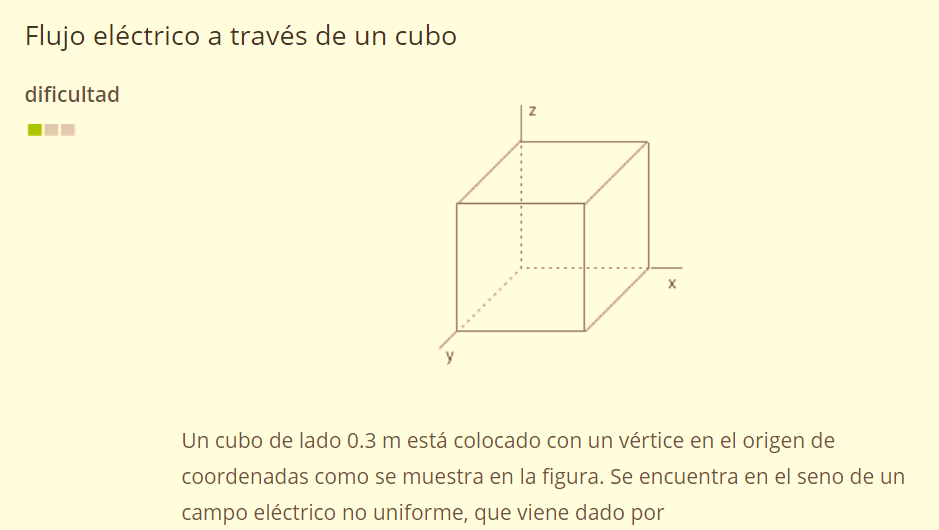 Flujo eléctrico a través de un cubo
dificultad
z
x
y
Un cubo de lado 0.3 m está colocado con un vértice en el origen de
coordenadas como se muestra en la figura. Se encuentra en el seno de un
campo eléctrico no uniforme, que viene dado por